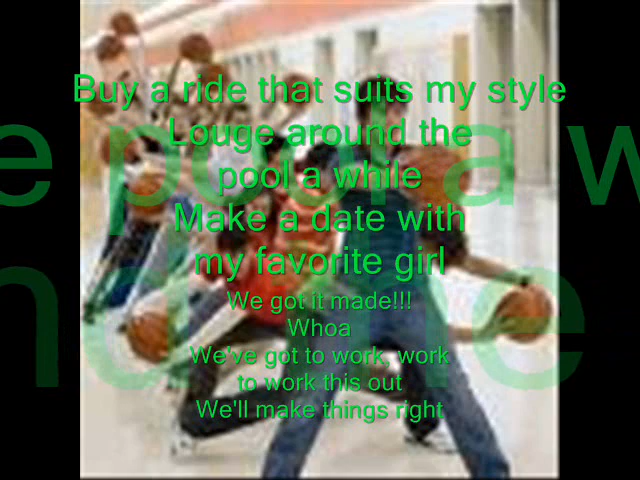 Buy a ride that suits my style
Louge around the
pool a while
Make a date with
my favorite girl
We got it made!!!
Whoa
We've got to work, work
to work this out
We'll make things right